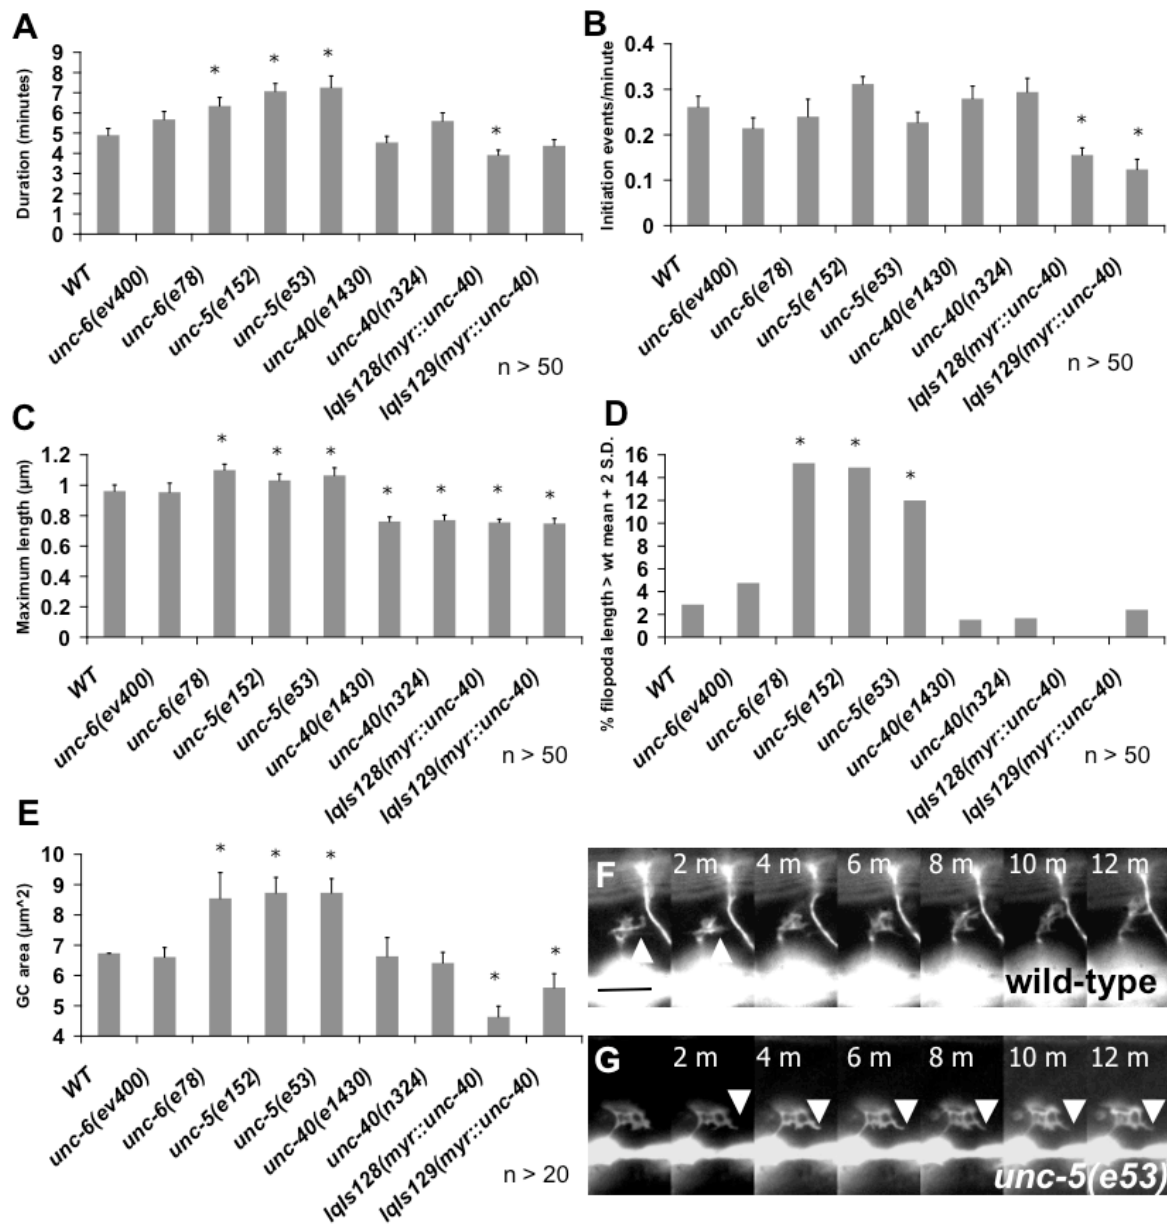 A
Duration (minutes)
9
8
7
6
5
4
3
2
1
0
* * * *
WT
unc-6(ev400)
unc-6(e78)
unc-5(e152)
unc-5(e53)
unc-40(e1430)
unc-40(n324)
lqIs128(myr::unc-40)
lqIs129(myr::unc-40)
n > 50
B
Initiation events/minute
0.4
0.3
0.2
0.1
0
* *
WT
unc-6(ev400)
unc-6(e78)
unc-5(e152)
unc-5(e53)
unc-40(e1430)
unc-40(n324)
lqIs128(myr::unc-40)
lqIs129(myr::unc-40)
n > 50
C
Maximum length (µm)
1.2
1
0.8
0.6
0.4
0.2
0
* * * * * * *
WT
unc-6(ev400)
unc-6(e78)
unc-5(e152)
unc-5(e53)
unc-40(e1430)
unc-40(n324)
lqIs128(myr::unc-40)
lqIs129(myr::unc-40)
n > 50
D
% filopoda length > wt mean + 2 S.D.
16
14
12
10
8
6
4
2
0
* * *
WT
unc-6(ev400)
unc-6(e78)
unc-5(e152)
unc-5(e53)
unc-40(e1430)
unc-40(n324)
lqIs128(myr::unc-40)
lqIs129(myr::unc-40)
n > 50
E
GC area (µm^2)
10
9
8
7
6
5
4
* * * * *
WT
unc-6(ev400)
unc-6(e78)
unc-5(e152)
unc-5(e53)
unc-40(e1430)
unc-40(n324)
lqIs128(myr::unc-40)
lqIs129(myr::unc-40)
n > 20
F
2 m 4 m 6 m 8 m 10 m 12 m
wild-type
G
2 m 4 m 6 m 8 m 10 m 12 m
unc-5(e53)